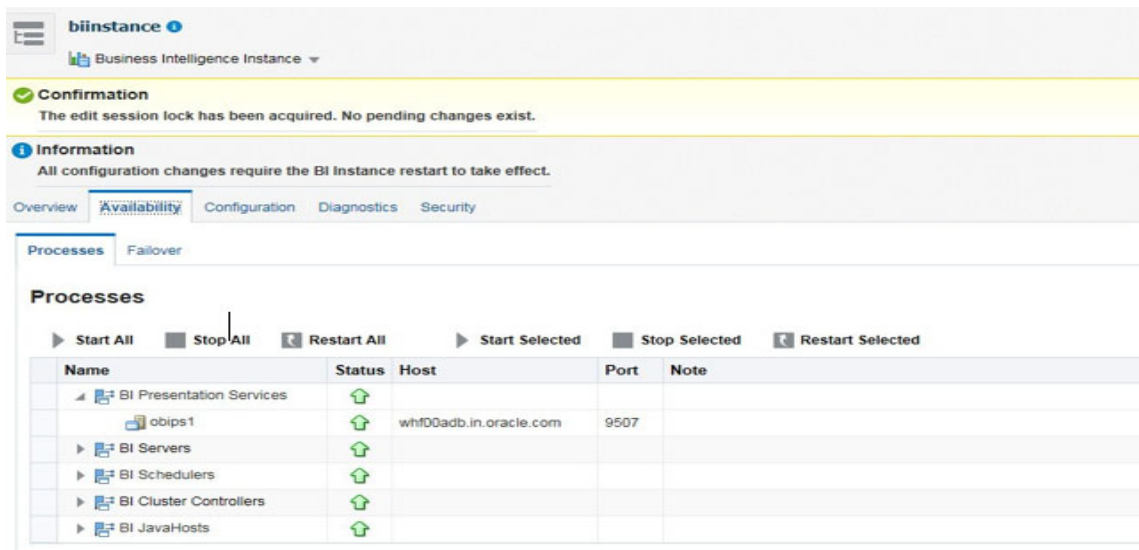 biinstance
Business Intelligence Instance
Confirmation
The edit session lock has been acquired. No pending changes exist.
Information
All configuration changes require the BI Instance restart to take effect.
Overview Availability Configuration Diagnostics Security
Processes Failover
Processes
Start All Stop All Restart All Start Selected Stop Selected Restart Selected
Name Status Host Port Note
BI Presentation Services
obips1 whf00adb.in.oracle.com 9507
BI Servers
BI Schedulers
BI Cluster Controllers
BI JavaHosts